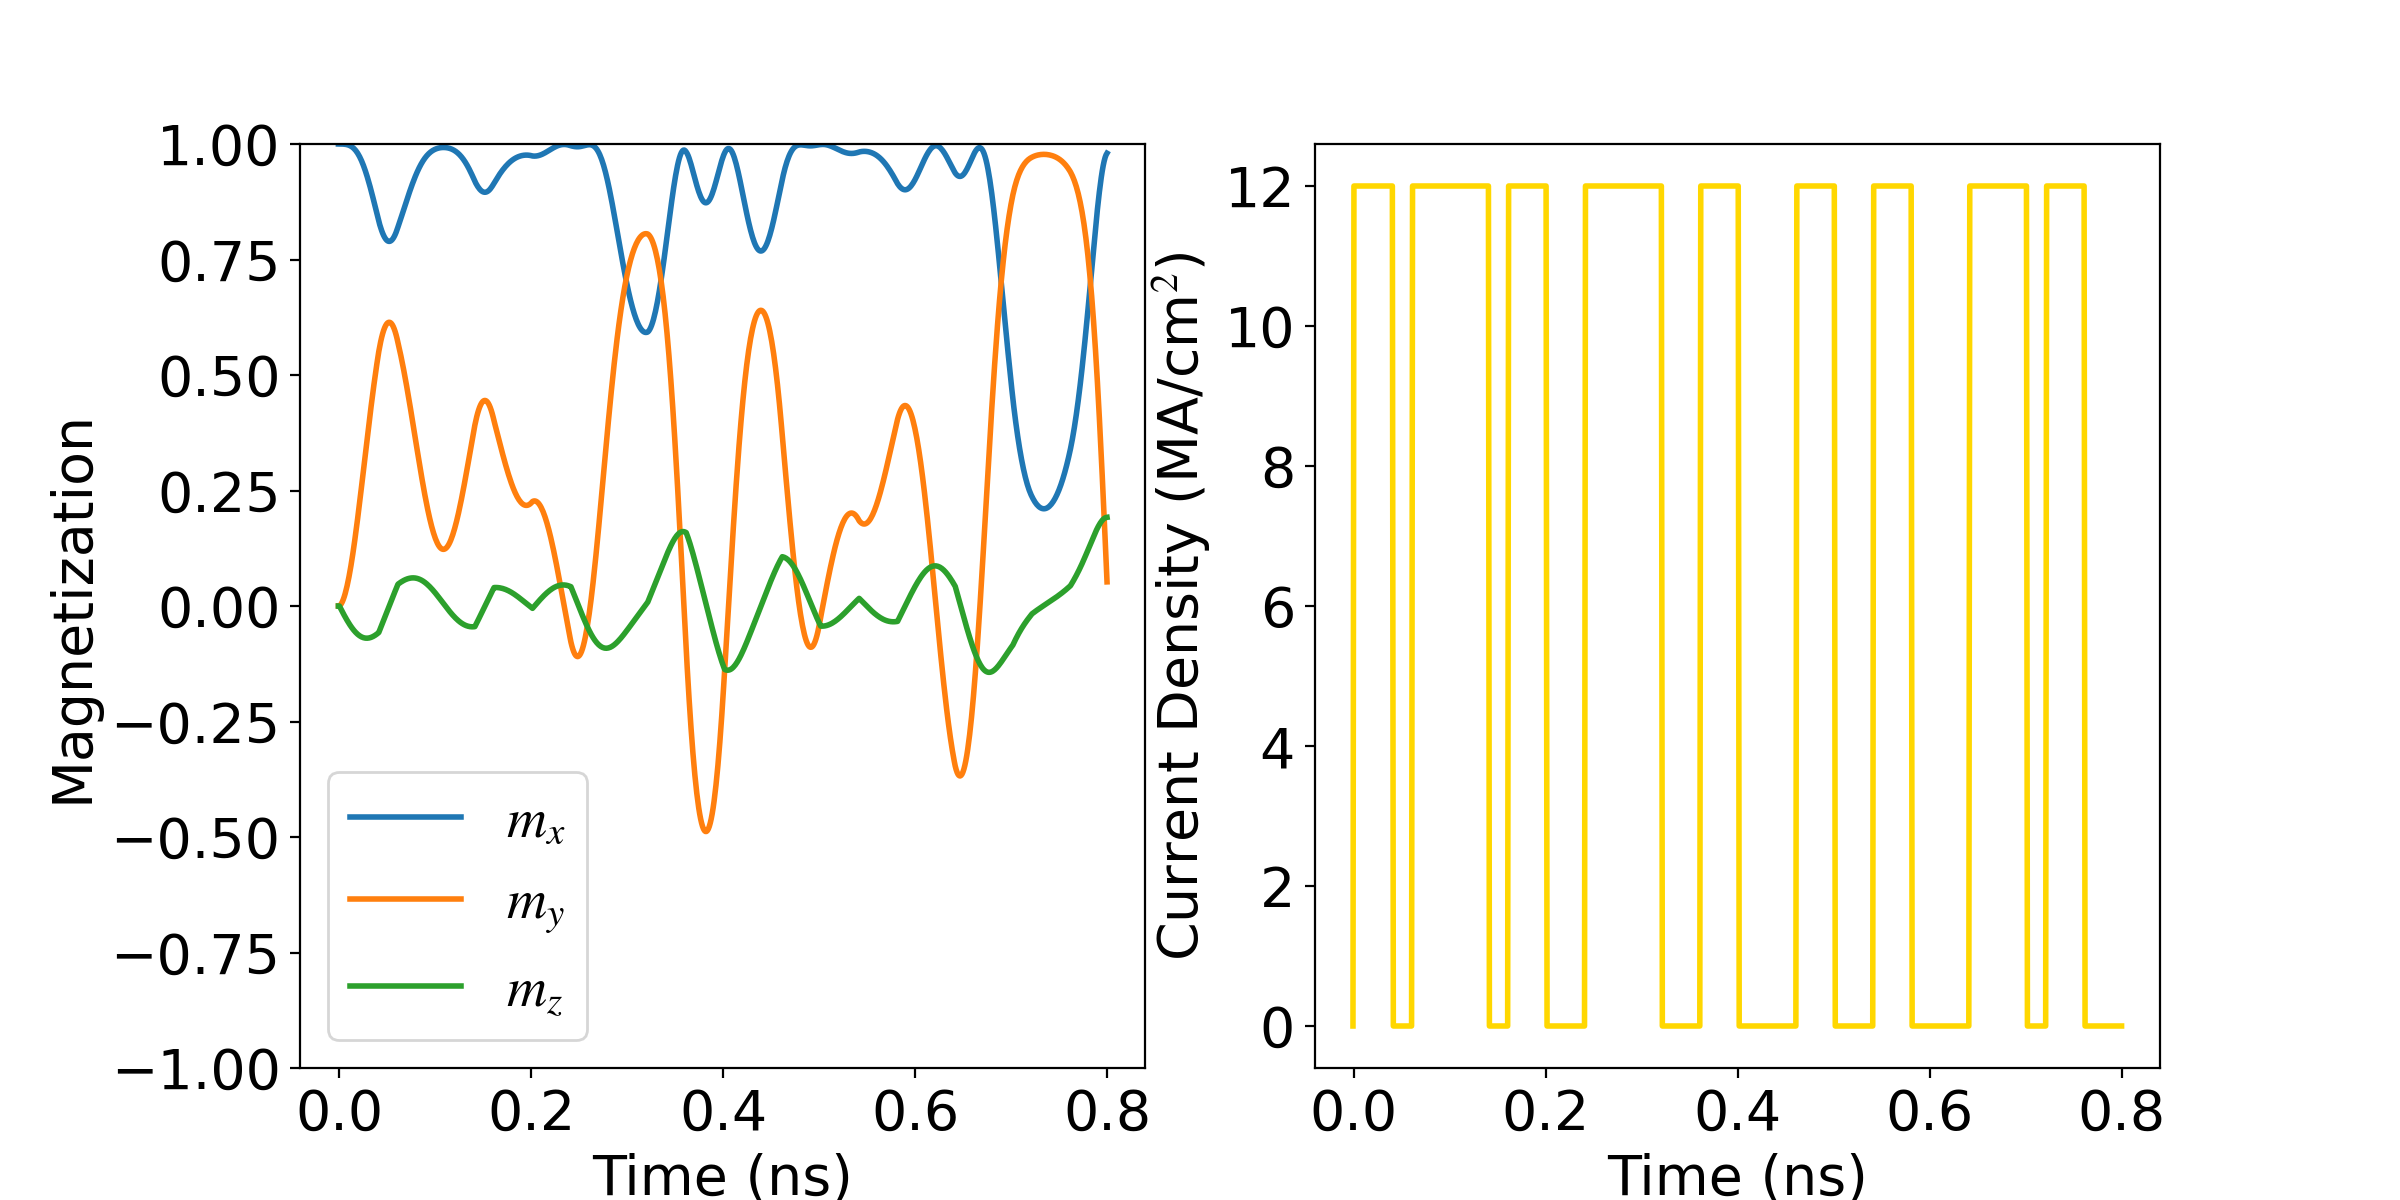 Magnetization
1.00
0.75
0.50
0.25
0.00
−0.25
−0.50
−0.75
−1.00
m_x
m_y
m_z
0.0 0.2 0.4 0.6 0.8
Time (ns)
Current Density (MA/cm²)
12
10
8
6
4
2
0
0.0 0.2 0.4 0.6 0.8
Time (ns)